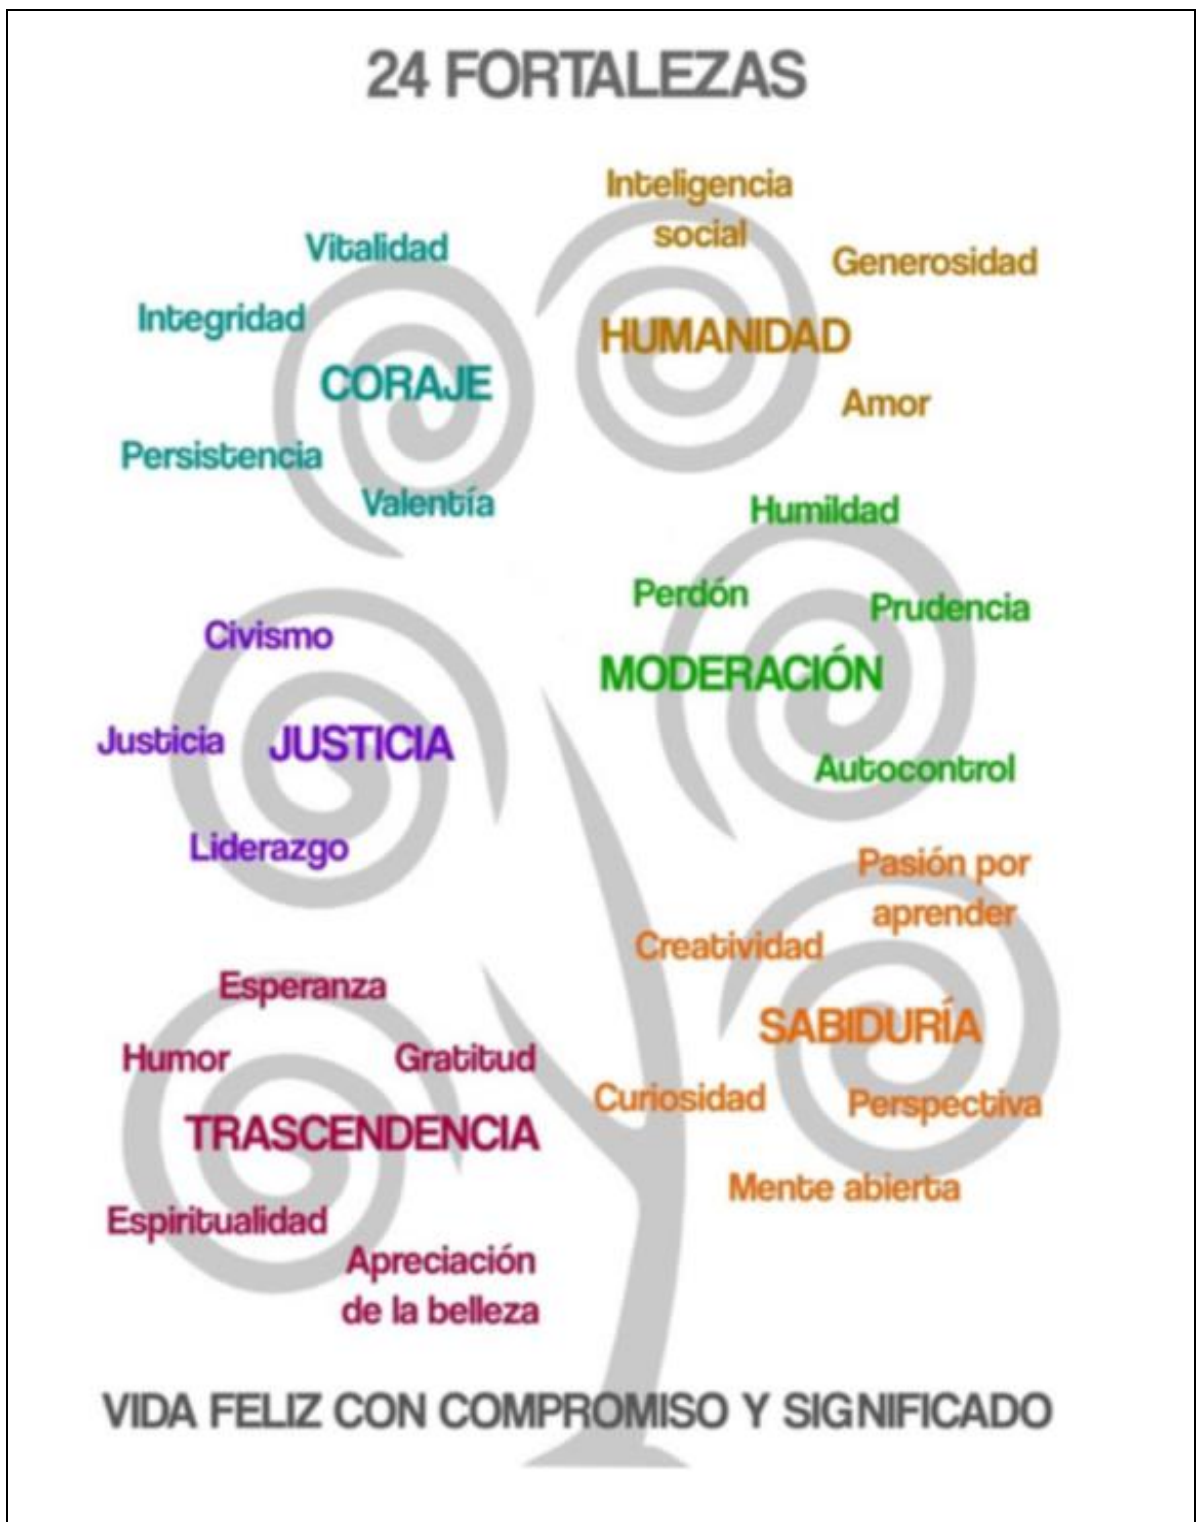 24 FORTALEZAS
Inteligencia
social
Vitalidad
Generosidad
Integridad
HUMANIDAD
CORAJE
Amor
Persistencia
Valentía
Humildad
Perdón
Prudencia
Civismo
MODERACIÓN
Justicia JUSTICIA
Autocontrol
Liderazgo
Pasión por
aprender
Creatividad
Esperanza
SABIDURÍA
Humor
Gratitud
Curiosidad
Perspectiva
TRASCENDENCIA
Mente abierta
Espiritualidad
Apreciación
de la belleza
VIDA FELIZ CON COMPROMISO Y SIGNIFICADO